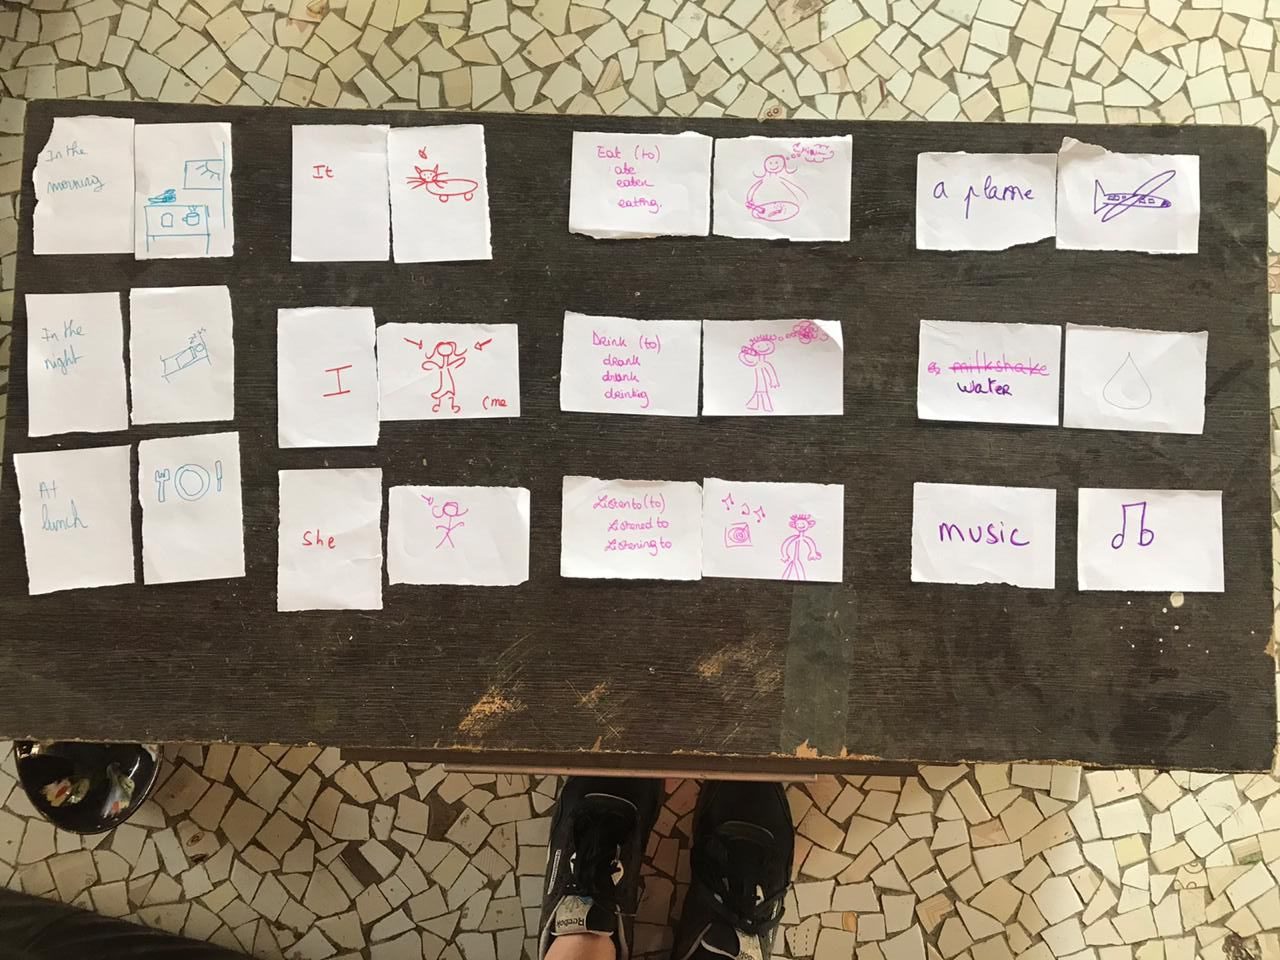 In the
morning
It
Eat (to)
ate
eaten
eating.
a plane
In the
night
I
(me
Drink (to)
drank
drunk
drinking
milkshake
water
At
lunch
She
Listen to (to)
Listened to
Listening to
music
Reebok